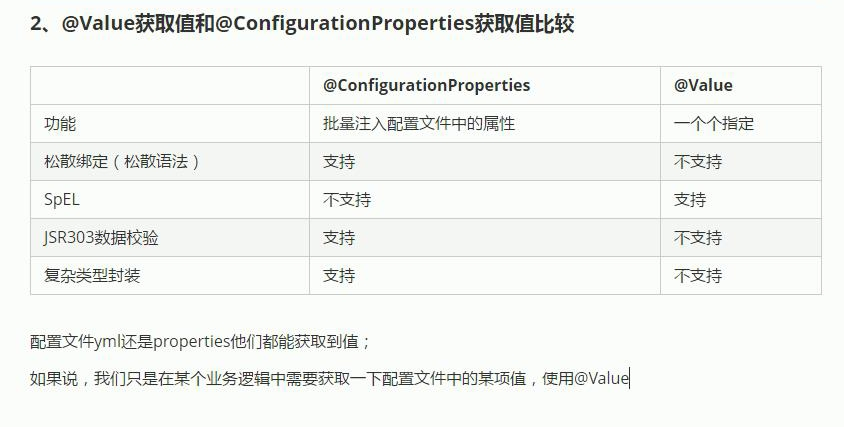 2、@Value获取值和@ConfigurationProperties获取值比较
@ConfigurationProperties @Value
功能 批量注入配置文件中的属性 一个个指定
松散绑定（松散语法） 支持 不支持
SpEL 不支持 支持
JSR303数据校验 支持 不支持
复杂类型封装 支持 不支持
配置文件yml还是properties他们都能获取到值；
如果说，我们只是在某个业务逻辑中需要获取一下配置文件中的某项值，使用@Value